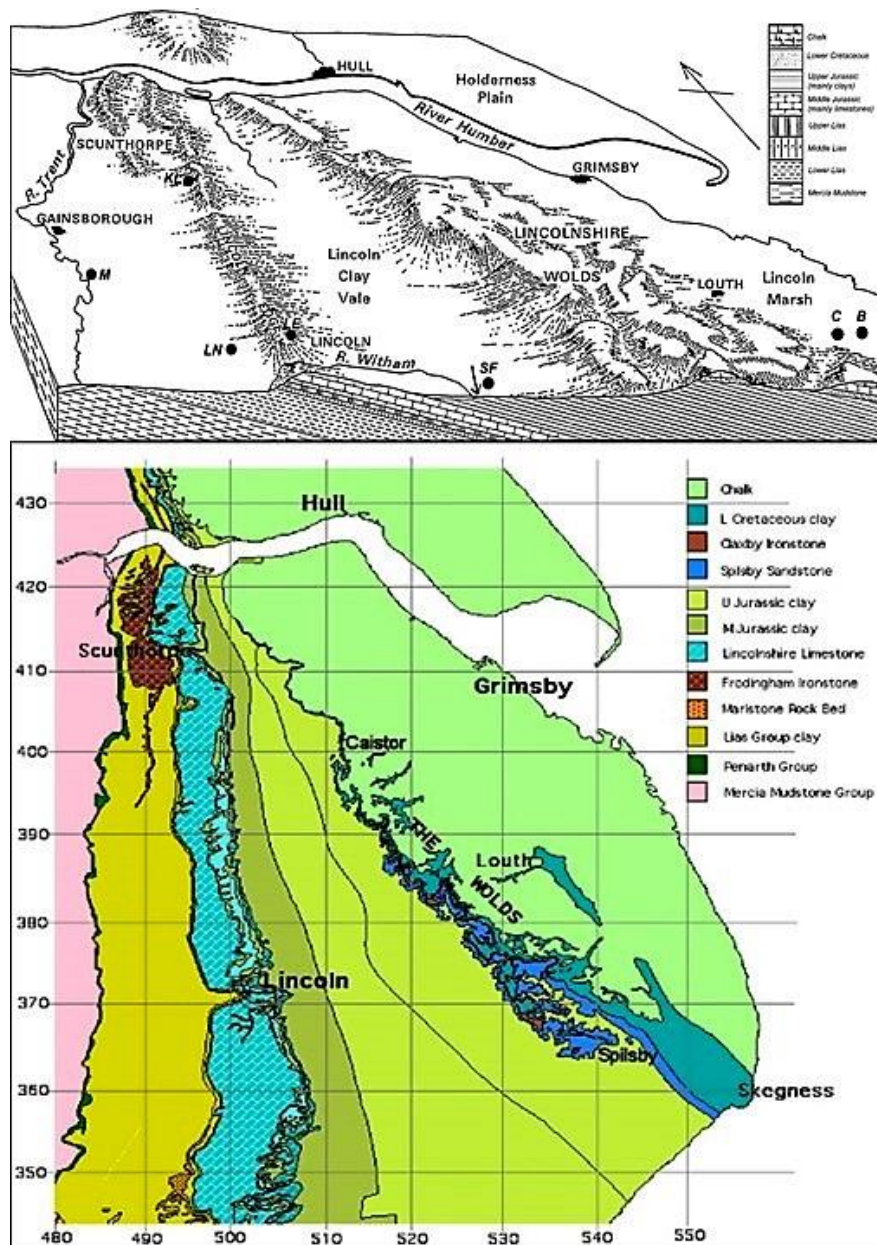 HULL
Holderness
Plain
River Humber
SCUNTHORPE
R. Trent
GRIMSBY
KL
GAINSBOROUGH
M
Lincoln
Clay
Vale
LINCOLNSHIRE
WOLDS
LOUTH
Lincoln
Marsh
C
B
LN
LE
LINCOLN
R. Witham
SF
Chalk
Lower Cretaceous
Upper Jurassic
(mainly clays)
Middle Jurassic
(mainly limestones)
Upper Lias
Middle Lias
Lower Lias
Mercia Mudstone
430
420
410
400
390
380
370
360
350
480
490
500
510
520
530
540
550
Hull
Scunthorpe
Grimsby
Caistor
THE
WOLDS
Louth
Lincoln
Spilsby
Skegness
Chalk
L Cretaceous clay
Claxby Ironstone
Spilsby Sandstone
U Jurassic clay
M Jurassic clay
Lincolnshire Limestone
Frodingham Ironstone
Marlstone Rock Bed
Lias Group clay
Penarth Group
Mercia Mudstone Group